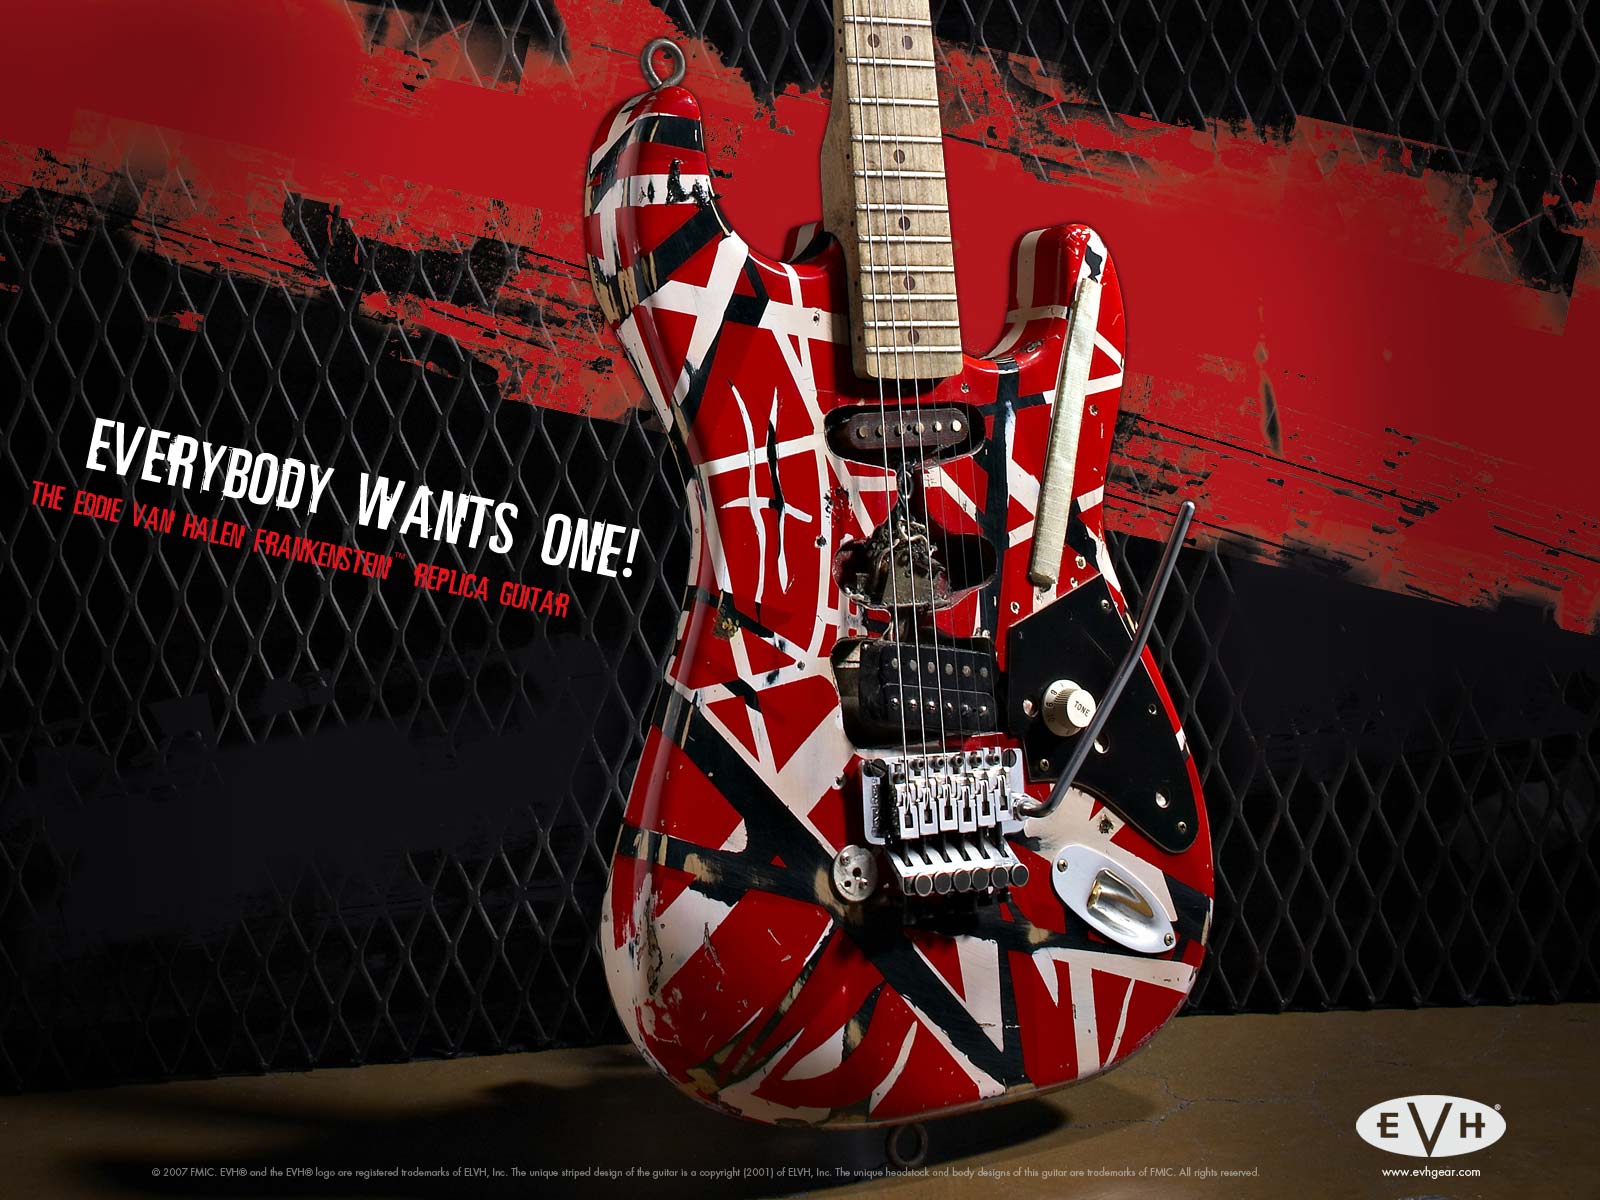 EVERYBODY WANTS ONE!
THE EDDIE VAN HALEN FRANKENSTEIN™ REPLICA GUITAR
TONE
EVH®
www.evhgear.com
© 2007 FMIC. EVH® and the EVH® logo are registered trademarks of ELVH, Inc. The unique striped design of the guitar is a copyright (2001) of ELVH, Inc. The unique headstock and body designs of this guitar are trademarks of FMIC. All rights reserved.